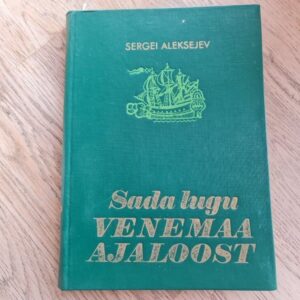 SERGEI ALEKSEJEV
Sada lugu
VENEMAA
AJALOOST